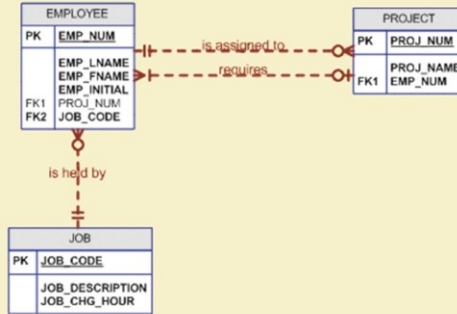 EMPLOYEE
PK EMP_NUM
EMP_LNAME
EMP_FNAME
EMP_INITIAL
FK1 PROJ_NUM
FK2 JOB_CODE
is assigned to
requires
PROJECT
PK PROJ_NUM
PROJ_NAME
FK1 EMP_NUM
is held by
JOB
PK JOB_CODE
JOB_DESCRIPTION
JOB_CHG_HOUR